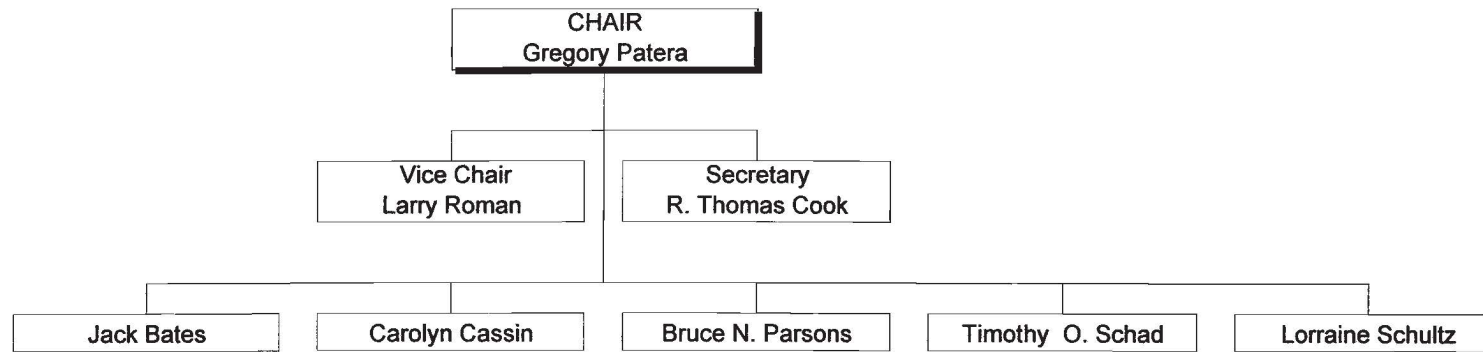 CHAIR
Gregory Patera
Vice Chair
Larry Roman
Secretary
R. Thomas Cook
Jack Bates
Carolyn Cassin
Bruce N. Parsons
Timothy O. Schad
Lorraine Schultz